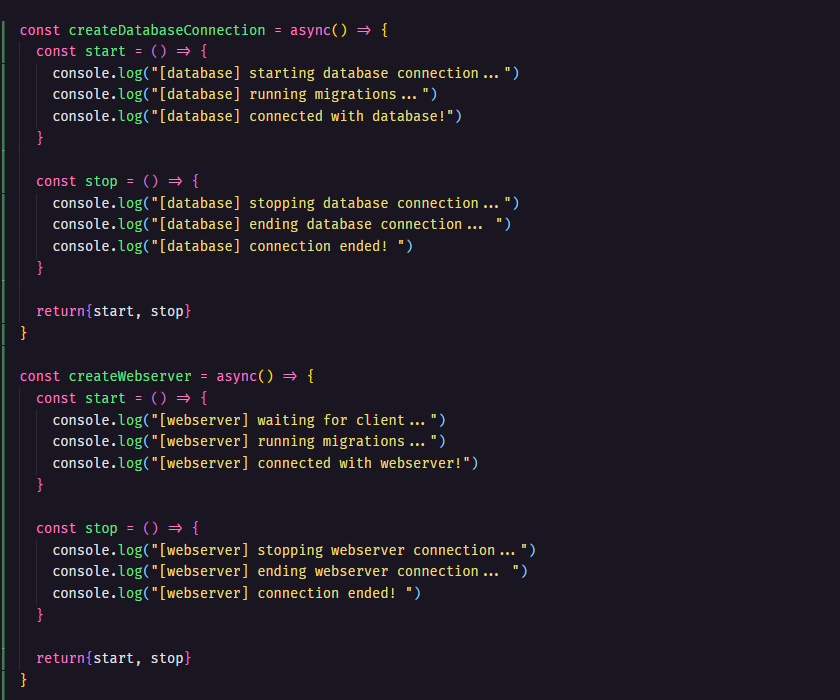 const createDatabaseConnection = async() => {
const start = () => {
console.log("[database] starting database connection...")
console.log("[database] running migrations...")
console.log("[database] connected with database!")
}
const stop = () => {
console.log("[database] stopping database connection...")
console.log("[database] ending database connection... ")
console.log("[database] connection ended! ")
}
return{start, stop}
}
const createWebserver = async() => {
const start = () => {
console.log("[webserver] waiting for client...")
console.log("[webserver] running migrations...")
console.log("[webserver] connected with webserver!")
}
const stop = () => {
console.log("[webserver] stopping webserver connection...")
console.log("[webserver] ending webserver connection... ")
console.log("[webserver] connection ended! ")
}
return{start, stop}
}